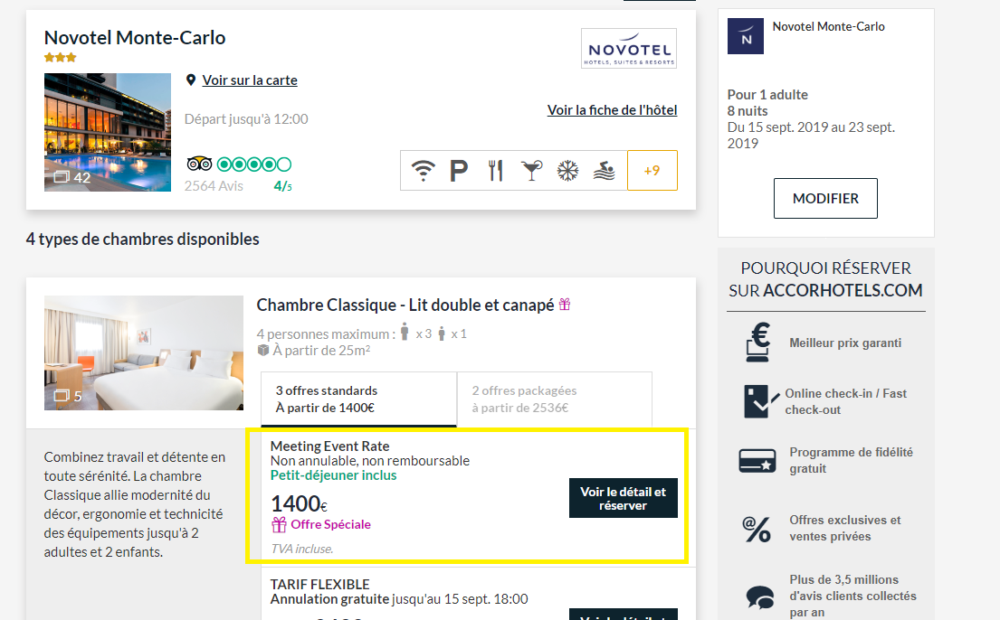 Novotel Monte-Carlo
NOVOTEL
HOTELS, SUITES & RESORTS
Voir sur la carte
Départ jusqu'à 12:00
Voir la fiche de l'hôtel
42
2564 Avis
4/5
P
+9
4 types de chambres disponibles
Chambre Classique - Lit double et canapé
4 personnes maximum : x 3 x 1
À partir de 25m²
5
3 offres standards
À partir de 1400€
2 offres packagées
à partir de 2536€
Combinez travail et détente en
toute sérénité. La chambre
Classique allie modernité du
décor, ergonomie et technicité
des équipements jusqu'à 2
adultes et 2 enfants.
Meeting Event Rate
Non annulable, non remboursable
Petit-déjeuner inclus
1400€
Offre Spéciale
TVA incluse.
Voir le détail et
réserver
TARIF FLEXIBLE
Annulation gratuite jusqu'au 15 sept. 18:00
Voir le détail et
N
Novotel Monte-Carlo
Pour 1 adulte
8 nuits
Du 15 sept. 2019 au 23 sept.
2019
MODIFIER
POURQUOI RÉSERVER
SUR ACCORHOTELS.COM
€
Meilleur prix garanti
Online check-in / Fast
check-out
Programme de fidélité
gratuit
@%
Offres exclusives et
ventes privées
Plus de 3,5 millions
d'avis clients collectés
par an